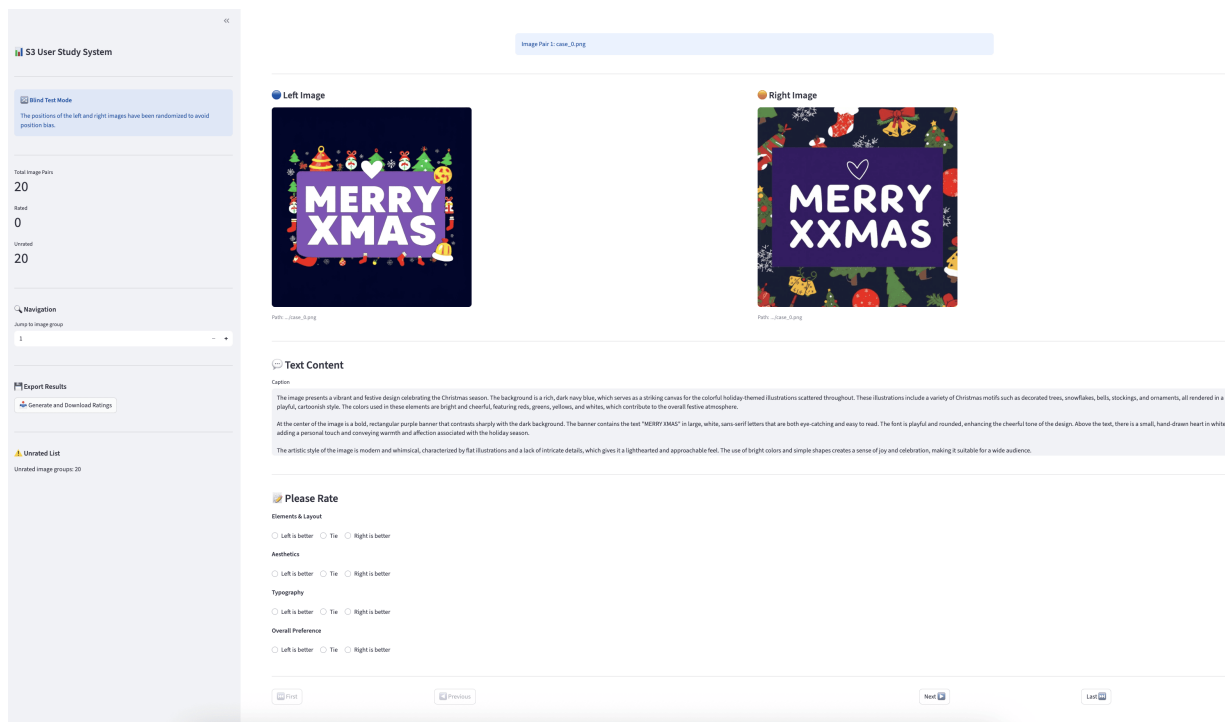 «
S3 User Study System
Blind Test Mode
The positions of the left and right images have been randomized to avoid
position bias.
Total Image Pairs
20
Rated
0
Unrated
20
Navigation
Jump to image group
1
- +
Export Results
Generate and Download Ratings
Unrated List
Unrated image groups: 20
Image Pair 1: case_0.png
Left Image
Right Image
MERRY
XMAS
MERRY
XXMAS
Path: .../case_0.png
Path: .../case_0.png
Text Content
Caption
The image presents a vibrant and festive design celebrating the Christmas season. The background is a rich, dark navy blue, which serves as a striking canvas for the colorful holiday-themed illustrations scattered throughout. These illustrations include a variety of Christmas motifs such as decorated trees, snowflakes, bells, stockings, and ornaments, all rendered in a
playful, cartoonish style. The colors used in these elements are bright and cheerful, featuring reds, greens, yellows, and whites, which contribute to the overall festive atmosphere.
At the center of the image is a bold, rectangular purple banner that contrasts sharply with the dark background. The banner contains the text "MERRY XMAS" in large, white, sans-serif letters that are both eye-catching and easy to read. The font is playful and rounded, enhancing the cheerful tone of the design. Above the text, there is a small, hand-drawn heart in white
adding a personal touch and conveying warmth and affection associated with the holiday season.
The artistic style of the image is modern and whimsical, characterized by flat illustrations and a lack of intricate details, which gives it a lighthearted and approachable feel. The use of bright colors and simple shapes creates a sense of joy and celebration, making it suitable for a wide audience.
Please Rate
Elements & Layout
Left is better Tie Right is better
Aesthetics
Left is better Tie Right is better
Typography
Left is better Tie Right is better
Overall Preference
Left is better Tie Right is better
First
Previous
Next
Last